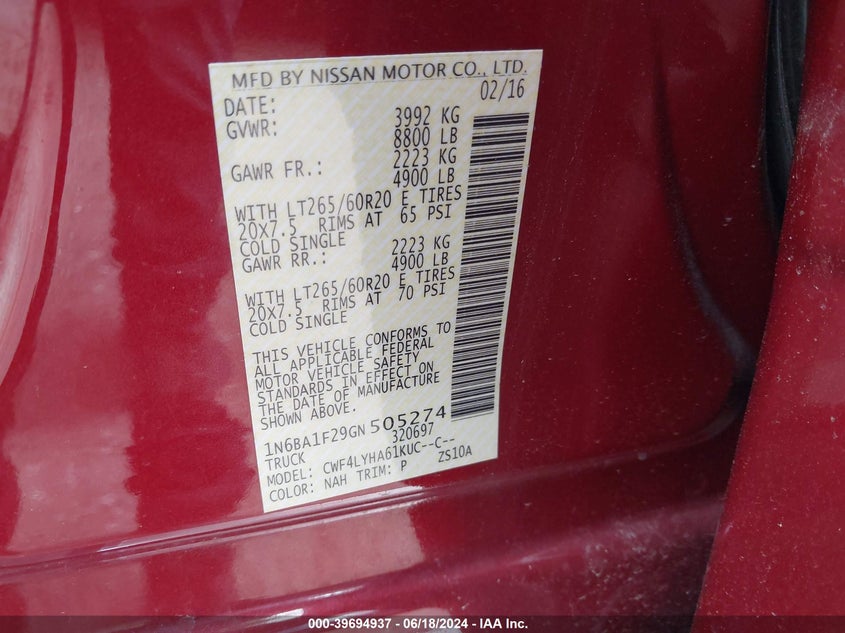 MFD BY NISSAN MOTOR CO., LTD.
DATE: 02/16
GVWR: 3992 KG
8800 LB
GAWR FR.: 2223 KG
4900 LB
WITH LT265/60R20 E TIRES
20X7.5 RIMS AT 65 PSI
COLD SINGLE
GAWR RR.: 2223 KG
4900 LB
WITH LT265/60R20 E TIRES
20X7.5 RIMS AT 70 PSI
COLD SINGLE
THIS VEHICLE CONFORMS TO
ALL APPLICABLE FEDERAL
MOTOR VEHICLE SAFETY
STANDARDS IN EFFECT ON
THE DATE OF MANUFACTURE
SHOWN ABOVE.
1N6BA1F29GN 505274
TRUCK 320697
MODEL: CWF4LYHA61KUC--C--
COLOR: NAH TRIM: P ZS10A
000-39694937 - 06/18/2024 - IAA Inc.